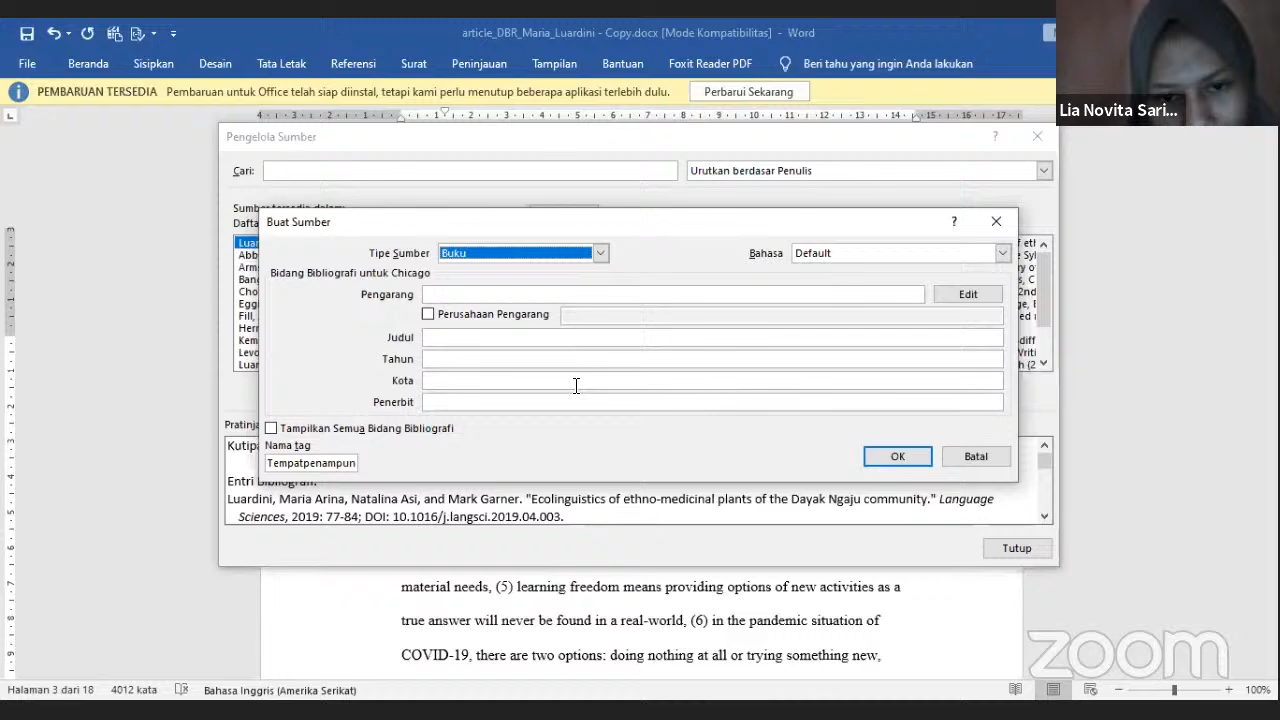 article_DBR_Maria_Luardini - Copy.docx [Mode Kompatibilitas] - Word
File Beranda Sisipkan Desain Tata Letak Referensi Surat Peninjauan Tampilan Bantuan Foxit Reader PDF Beri tahu yang ingin Anda lakukan
Lia Novita Sari...
PEMBARUAN TERSEDIA Pembaruan untuk Office telah siap diinstal, tetapi kami perlu menutup beberapa aplikasi terlebih dulu. Perbarui Sekarang
Pengelola Sumber
Cari: Urutkan berdasar Penulis
Buat Sumber
Tipe Sumber Buku Bahasa Default
Bidang Bibliografi untuk Chicago
Pengarang Edit
Perusahaan Pengarang
Judul
Tahun
Kota
Penerbit
Tampilkan Semua Bidang Bibliografi
Nama tag
Tempatpenampun
OK Batal
Entri Bibliografi:
Luardini, Maria Arina, Natalina Asi, and Mark Garner. "Ecolinguistics of ethno-medicinal plants of the Dayak Ngaju community." Language
Sciences, 2019: 77-84; DOI: 10.1016/j.langsci.2019.04.003.
Tutup
material needs, (5) learning freedom means providing options of new activities as a
true answer will never be found in a real-world, (6) in the pandemic situation of
COVID-19, there are two options: doing nothing at all or trying something new,
zoom
Halaman 3 dari 18 4012 kata Bahasa Inggris (Amerika Serikat) 100%